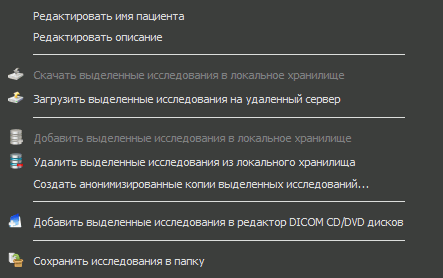 Редактировать имя пациента
Редактировать описание
Скачать выделенные исследования в локальное хранилище
Загрузить выделенные исследования на удаленный сервер
Добавить выделенные исследования в локальное хранилище
Удалить выделенные исследования из локального хранилища
Создать анонимизированные копии выделенных исследований...
Добавить выделенные исследования в редактор DICOM CD/DVD дисков
Сохранить исследования в папку